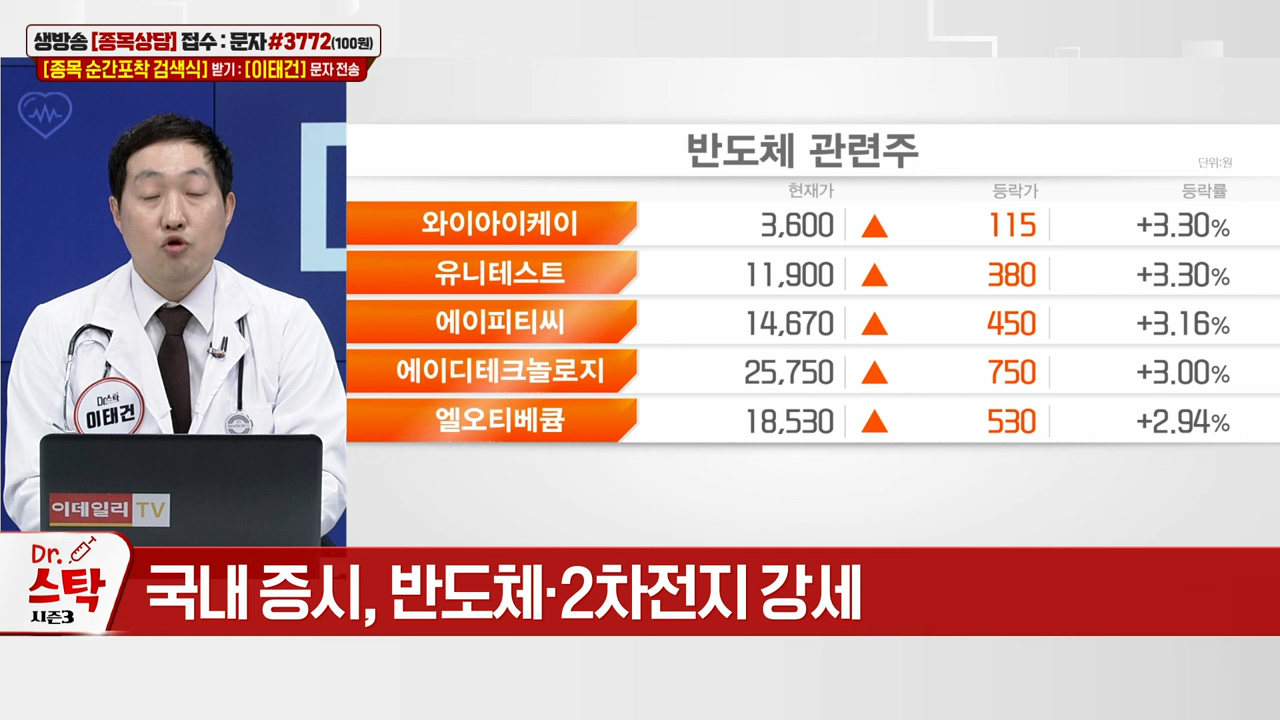 생방송 [종목상담] 접수 : 문자#3772(100원)
[종목 순간포착 검색식] 받기 : [이태건] 문자 전송
반도체 관련주
단위:원
현재가 등락가 등락률
와이아이케이 3,600 ▲ 115 +3.30%
유니테스트 11,900 ▲ 380 +3.30%
에이피티씨 14,670 ▲ 450 +3.16%
에이디테크놀로지 25,750 ▲ 750 +3.00%
엘오티베큠 18,530 ▲ 530 +2.94%
Dr.스탁
이태건
이데일리 TV
Dr.
스탁
시즌3
국내 증시, 반도체·2차전지 강세